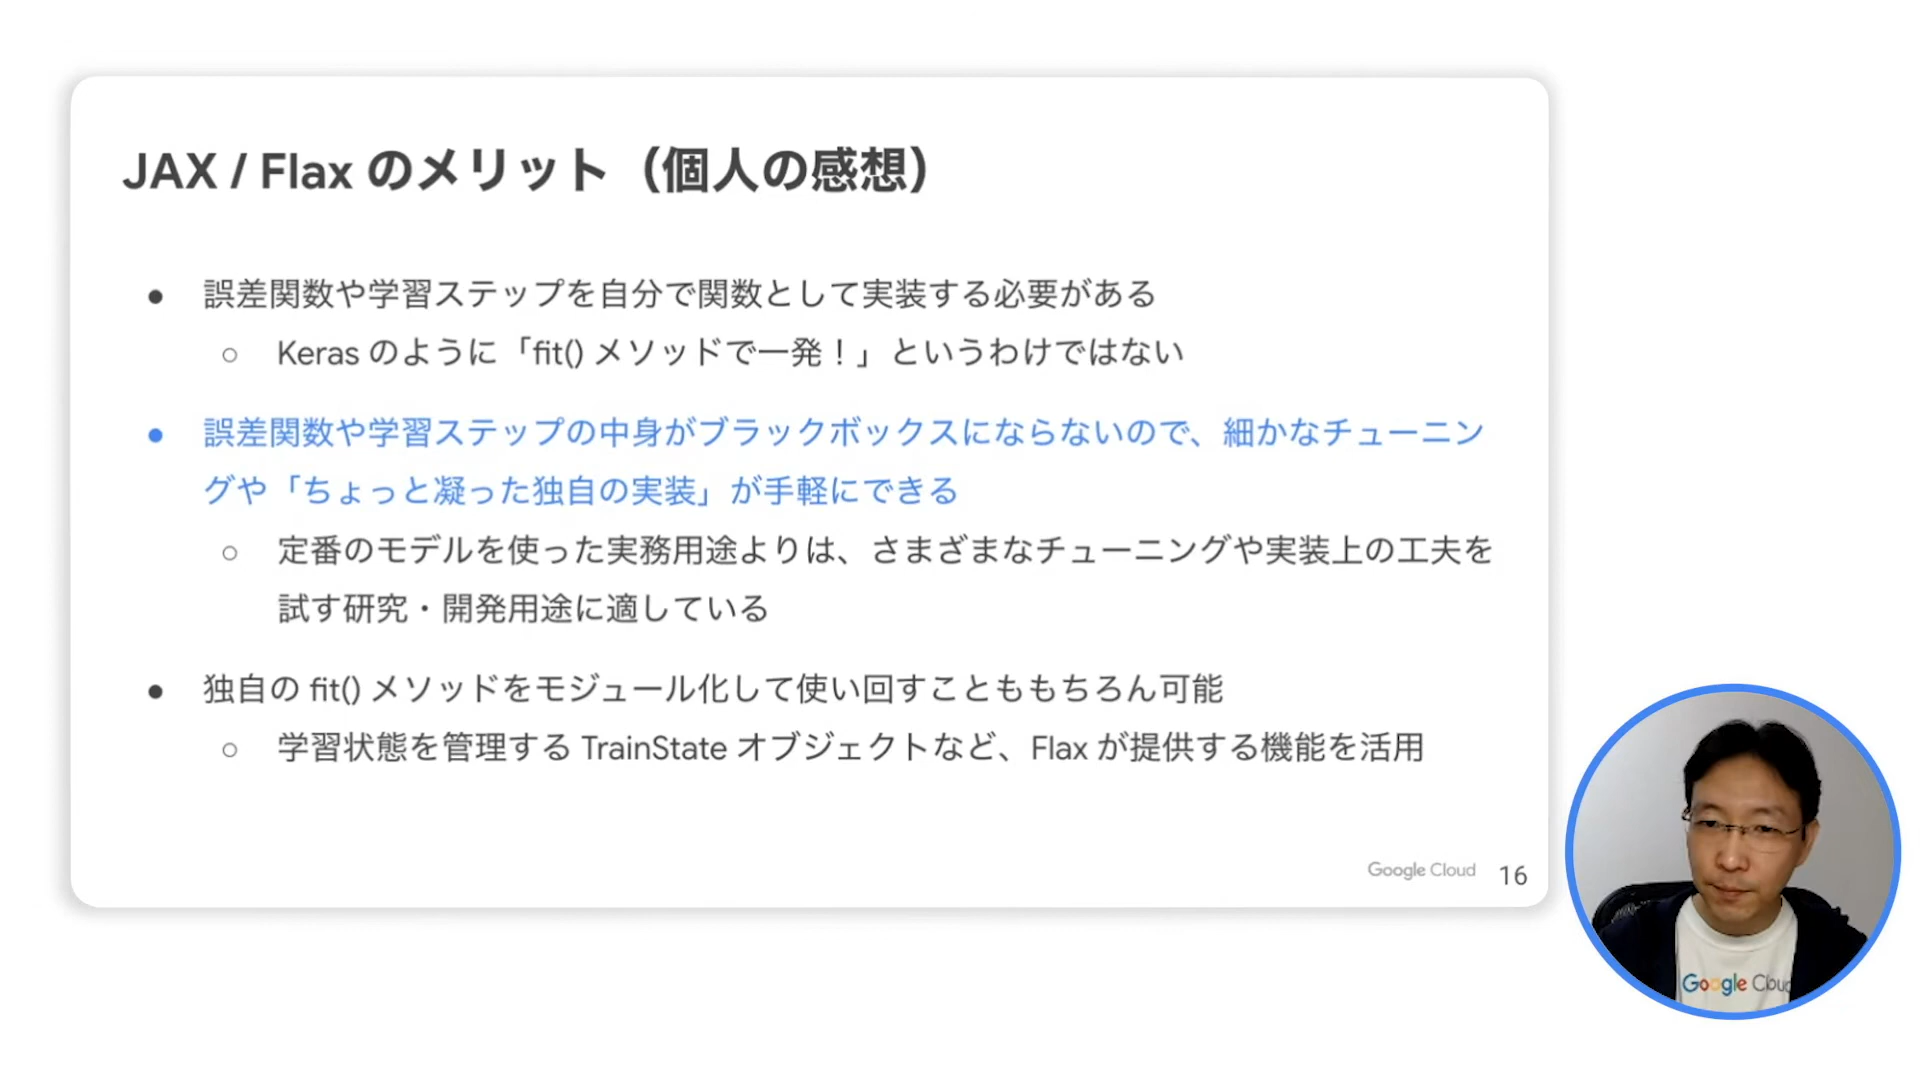 JAX / Flax のメリット（個人の感想）
● 誤差関数や学習ステップを自分で関数として実装する必要がある
○ Keras のように「fit() メソッドで一発！」というわけではない
● 誤差関数や学習ステップの中身がブラックボックスにならないので、細かなチューニン
グや「ちょっと凝った独自の実装」が手軽にできる
○ 定番のモデルを使った実務用途よりは、さまざまなチューニングや実装上の工夫を
試す研究・開発用途に適している
● 独自の fit() メソッドをモジュール化して使い回すことももちろん可能
○ 学習状態を管理する TrainState オブジェクトなど、Flax が提供する機能を活用
Google Cloud 16
Google Cloud